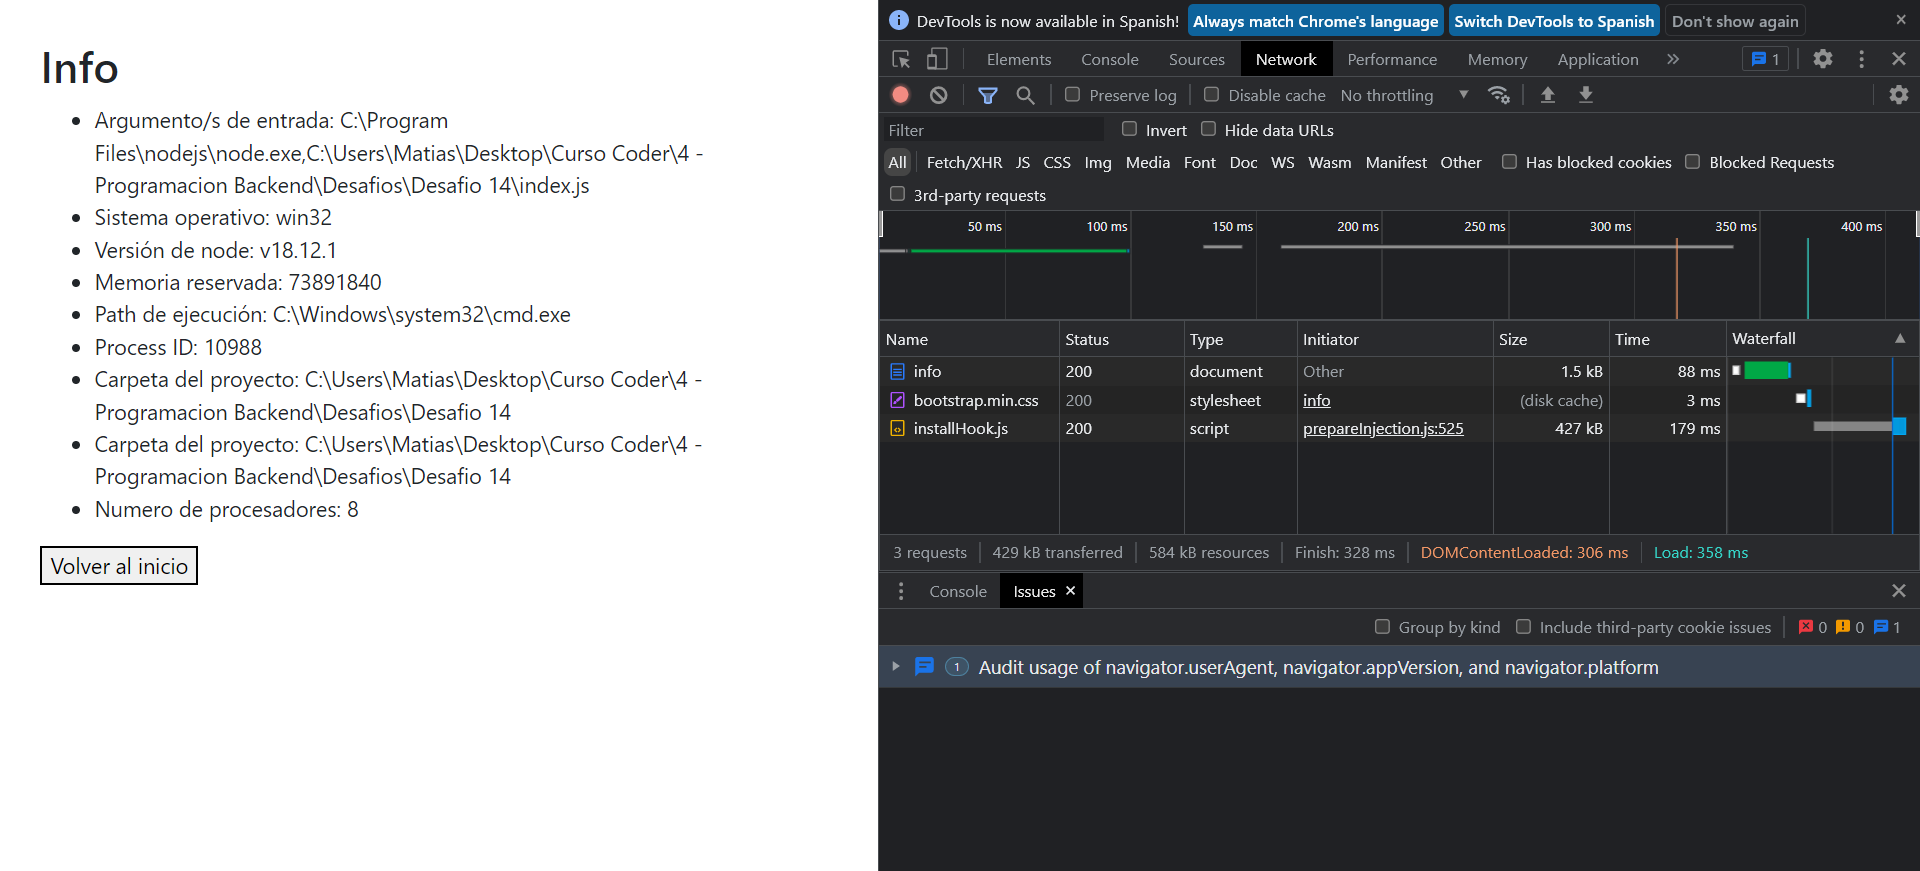 Info
Argumento/s de entrada: C:\Program
Files\nodejs\node.exe,C:\Users\Matias\Desktop\Curso Coder\4 -
Programacion Backend\Desafios\Desafio 14\index.js
Sistema operativo: win32
Versión de node: v18.12.1
Memoria reservada: 73891840
Path de ejecución: C:\Windows\system32\cmd.exe
Process ID: 10988
Carpeta del proyecto: C:\Users\Matias\Desktop\Curso Coder\4 -
Programacion Backend\Desafios\Desafio 14
Carpeta del proyecto: C:\Users\Matias\Desktop\Curso Coder\4 -
Programacion Backend\Desafios\Desafio 14
Numero de procesadores: 8
Volver al inicio
DevTools is now available in Spanish! Always match Chrome's language Switch DevTools to Spanish Don't show again
Elements Console Sources Network Performance Memory Application 1
Preserve log Disable cache No throttling
Filter Invert Hide data URLs
All Fetch/XHR JS CSS Img Media Font Doc WS Wasm Manifest Other Has blocked cookies Blocked Requests
3rd-party requests
50 ms 100 ms 150 ms 200 ms 250 ms 300 ms 350 ms 400 ms
Name Status Type Initiator Size Time Waterfall
info 200 document Other 1.5 kB 88 ms
bootstrap.min.css 200 stylesheet info (disk cache) 3 ms
installHook.js 200 script prepareInjection.js:525 427 kB 179 ms
3 requests 429 kB transferred 584 kB resources Finish: 328 ms DOMContentLoaded: 306 ms Load: 358 ms
Console Issues
Group by kind Include third-party cookie issues 0 0 1
1 Audit usage of navigator.userAgent, navigator.appVersion, and navigator.platform